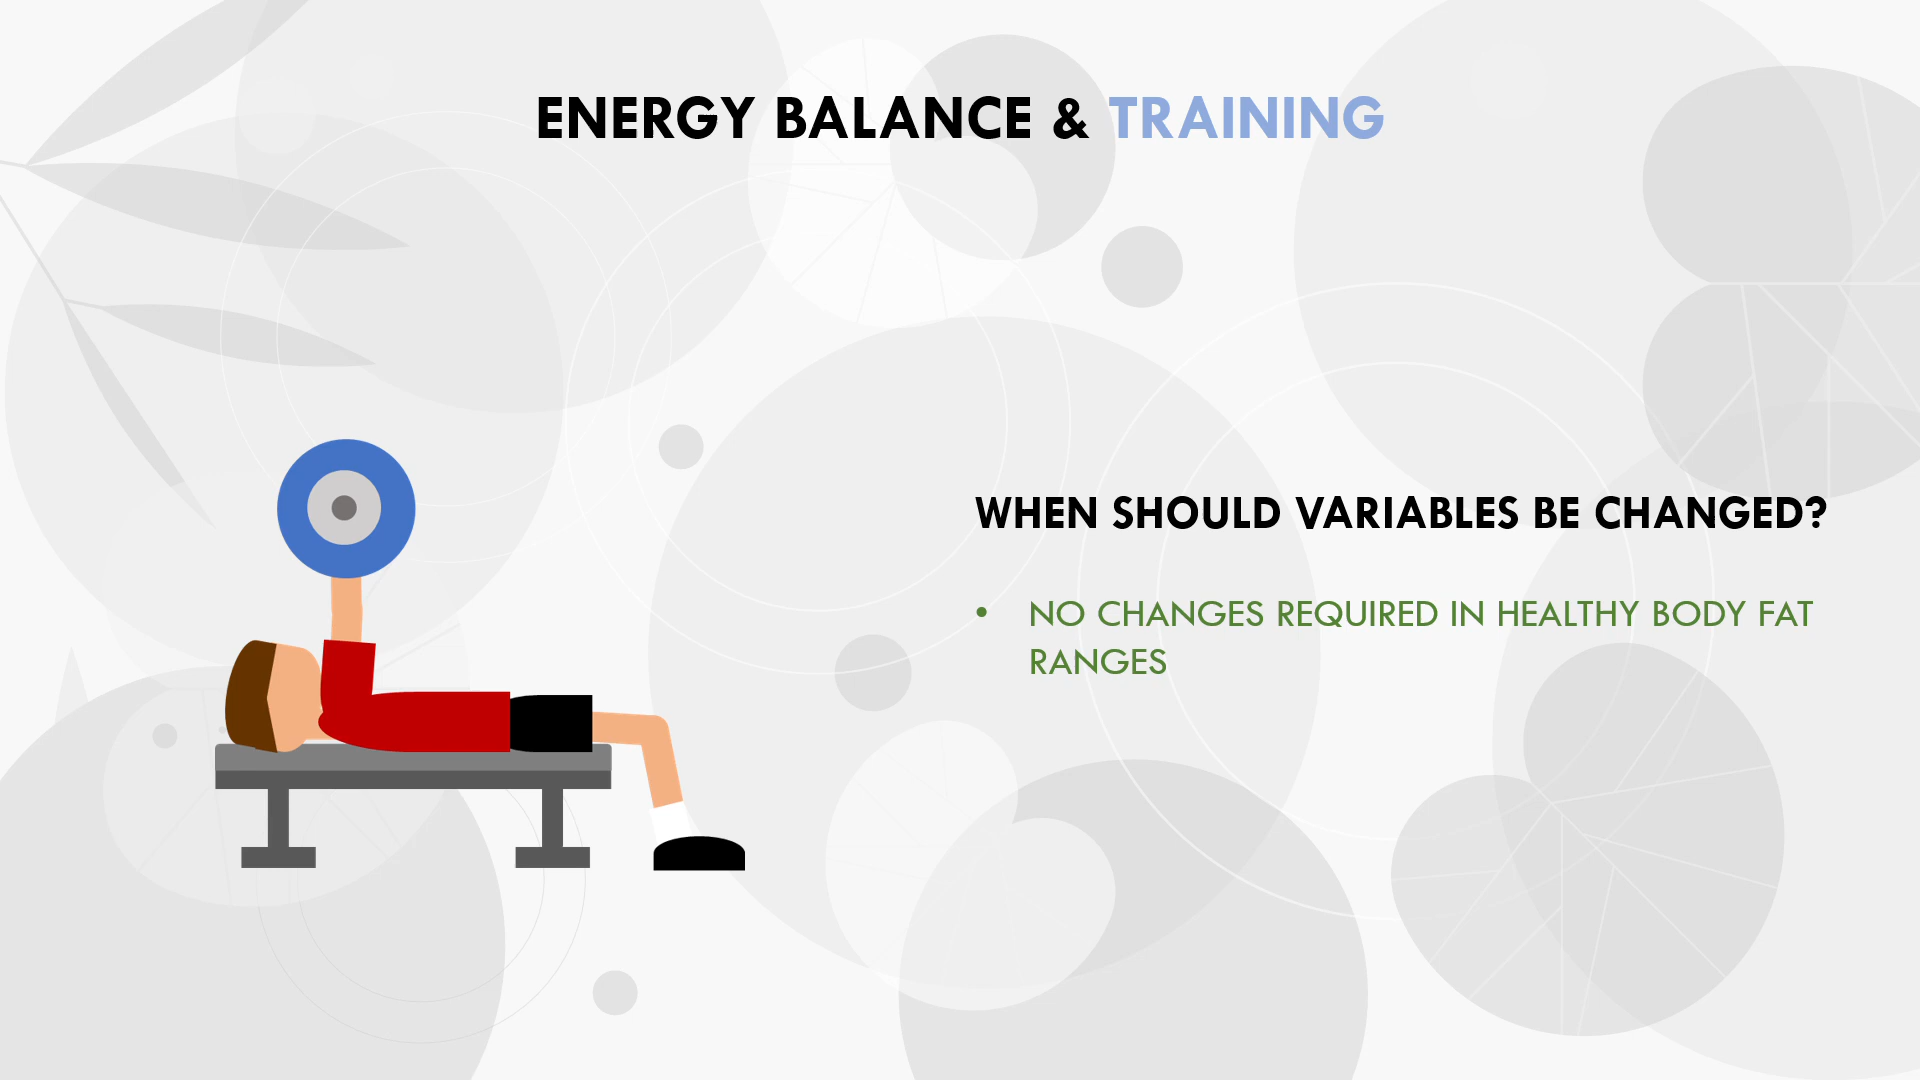 ENERGY BALANCE & TRAINING
WHEN SHOULD VARIABLES BE CHANGED?
• NO CHANGES REQUIRED IN HEALTHY BODY FAT
RANGES